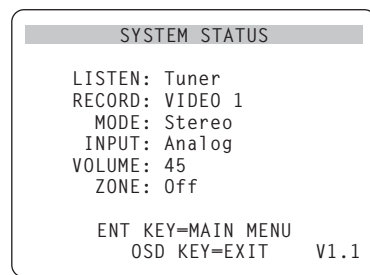 SYSTEM STATUS
LISTEN: Tuner
RECORD: VIDEO 1
MODE: Stereo
INPUT: Analog
VOLUME: 45
ZONE: Off
ENT KEY=MAIN MENU
OSD KEY=EXIT V1.1